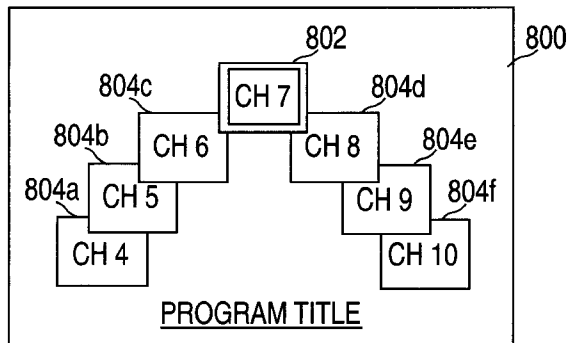 802
800
804c
CH 7
804d
804b
CH 6
CH 8
804e
804a
CH 5
CH 9
804f
CH 4
CH 10
PROGRAM TITLE